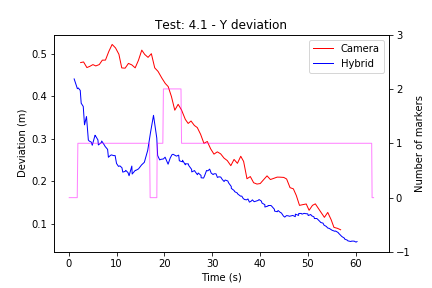 Test: 4.1 - Y deviation
Camera
Hybrid
Deviation (m)
0.5
0.4
0.3
0.2
0.1
3
2
1
0
−1
Number of markers
0 10 20 30 40 50 60
Time (s)